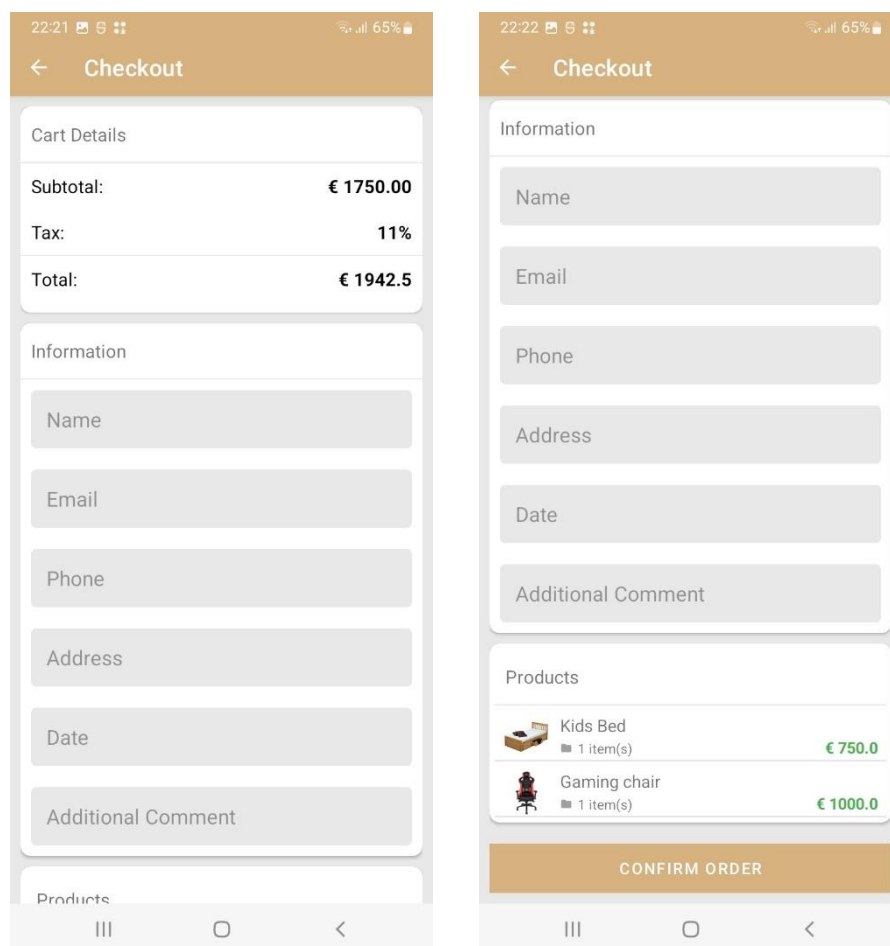 22:21
65%
Checkout
Cart Details
Subtotal: € 1750.00
Tax: 11%
Total: € 1942.5
Information
Name
Email
Phone
Address
Date
Additional Comment
Products
22:22
65%
Checkout
Information
Name
Email
Phone
Address
Date
Additional Comment
Products
Kids Bed
1 item(s) € 750.0
Gaming chair
1 item(s) € 1000.0
CONFIRM ORDER